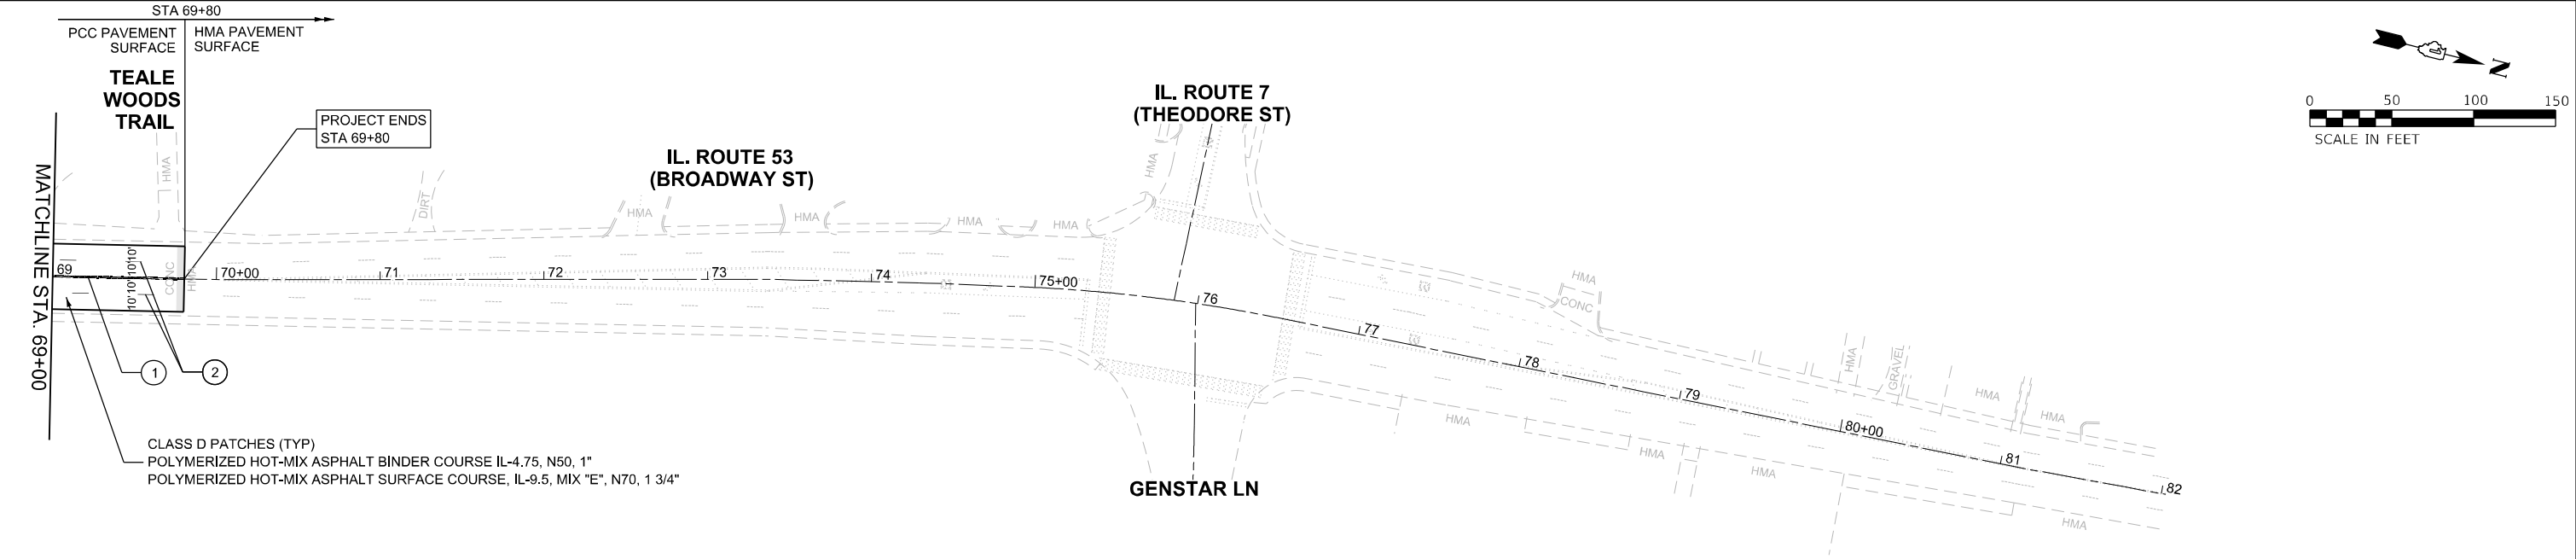 STA 69+80
PCC PAVEMENT
SURFACE
HMA PAVEMENT
SURFACE
TEALE
WOODS
TRAIL
PROJECT ENDS
STA 69+80
IL. ROUTE 53
(BROADWAY ST)
IL. ROUTE 7
(THEODORE ST)
N
0 50 100 150
SCALE IN FEET
MATCHLINE STA. 69+00
HMA
DIRT
HMA
HMA
HMA
HMA
HMA
HMA
CONC
HMA
GRAVEL
HMA
HMA
CONC
HMA
10'10'10'10'
69
70+00
71
72
73
74
75+00
76
77
78
79
80+00
81
82
1
2
HMA
HMA
HMA
HMA
CLASS D PATCHES (TYP)
POLYMERIZED HOT-MIX ASPHALT BINDER COURSE IL-4.75, N50, 1"
POLYMERIZED HOT-MIX ASPHALT SURFACE COURSE, IL-9.5, MIX "E", N70, 1 3/4"
GENSTAR LN